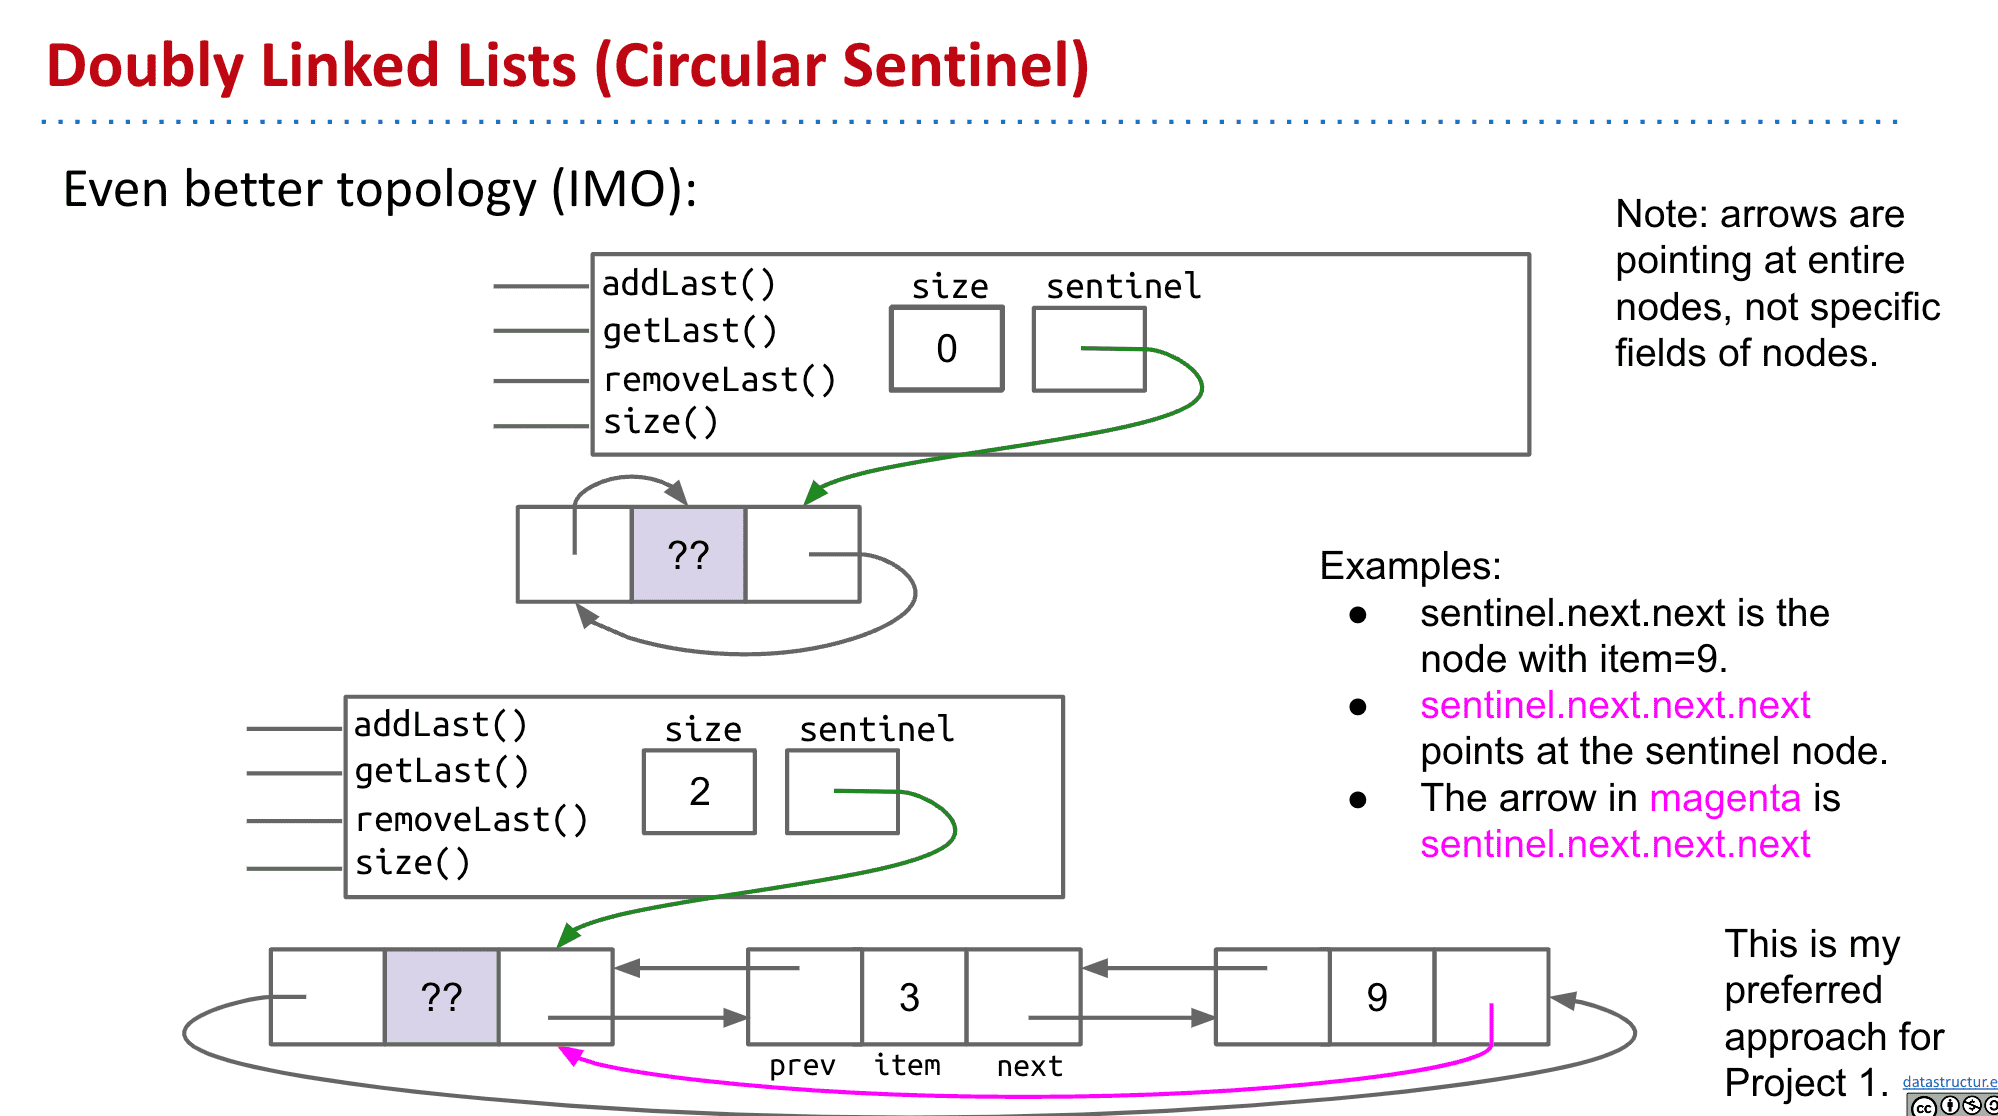 Doubly Linked Lists (Circular Sentinel)
Even better topology (IMO):
Note: arrows are
pointing at entire
nodes, not specific
fields of nodes.
addLast()
getLast()
removeLast()
size()
size
sentinel
0
??
Examples:
● sentinel.next.next is the
node with item=9.
● sentinel.next.next.next
points at the sentinel node.
● The arrow in magenta is
sentinel.next.next.next
addLast()
getLast()
removeLast()
size()
size
sentinel
2
??
3
9
prev item next
This is my
preferred
approach for
Project 1.
datastructur.e
cc